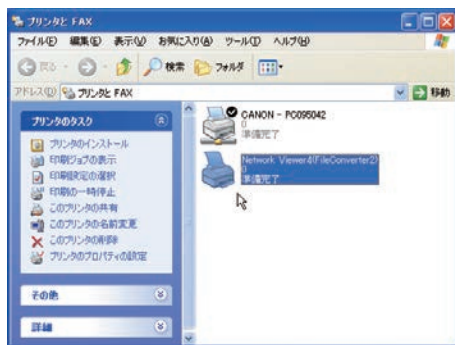 プリンタと FAX
ファイル(F) 編集(E) 表示(V) お気に入り(A) ツール(T) ヘルプ(H)
戻る 検索 フォルダ
アドレス(D) プリンタと FAX 移動
プリンタのタスク
プリンタのインストール
印刷ジョブの表示
印刷設定の選択
印刷の一時停止
このプリンタの共有
このプリンタの名前変更
このプリンタの削除
プリンタのプロパティの設定
その他
詳細
CANON - PC095042
0
準備完了
Network Viewer4(FileConverter2)
0
準備完了